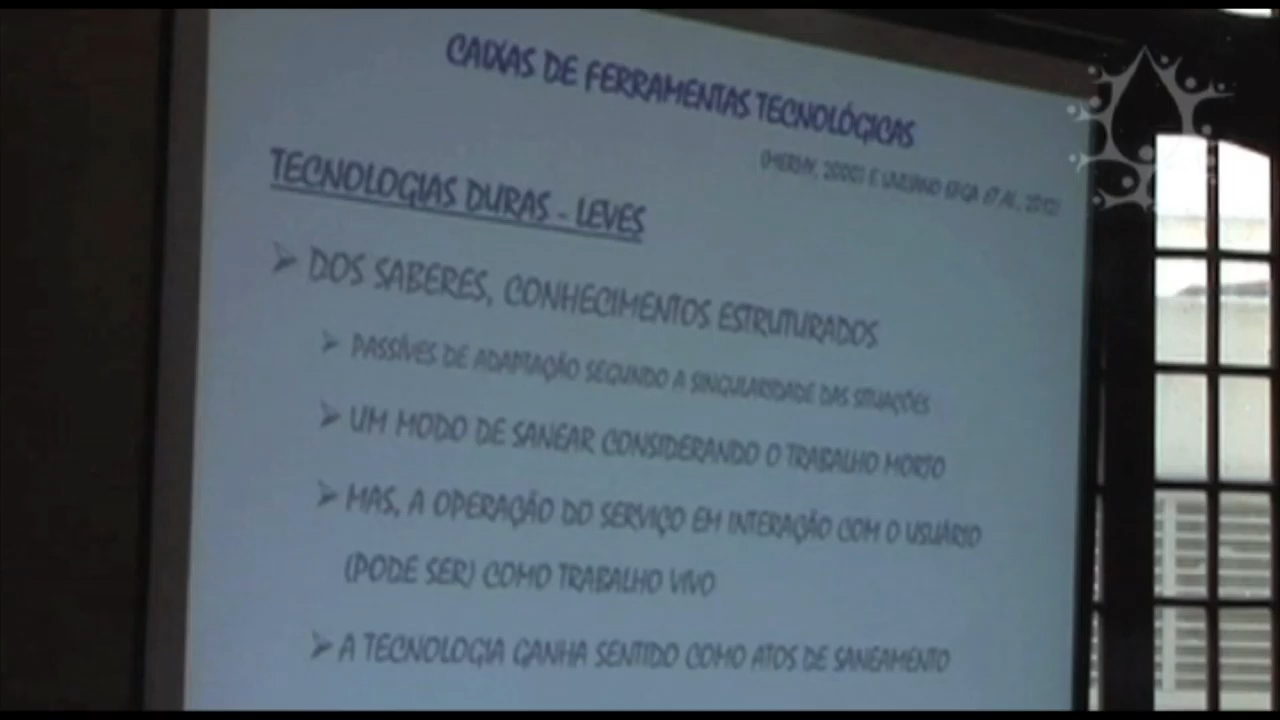 CAIXAS DE FERRAMENTAS TECNOLÓGICAS
(MERHY, 2000) E
TECNOLOGIAS DURAS - LEVES
➢ DOS SABERES, CONHECIMENTOS ESTRUTURADOS
➢ PASSÍVES DE ADAPTAÇÃO SEGUNDO A SINGULARIDADE DAS SITUAÇÕES
➢ UM MODO DE SANEAR CONSIDERANDO O TRABALHO MORTO
➢ MAS, A OPERAÇÃO DO SERVIÇO EM INTERAÇÃO COM O USUÁRIO
(PODE SER) COMO TRABALHO VIVO
➢ A TECNOLOGIA GANHA SENTIDO COMO ATOS DE SANEAMENTO